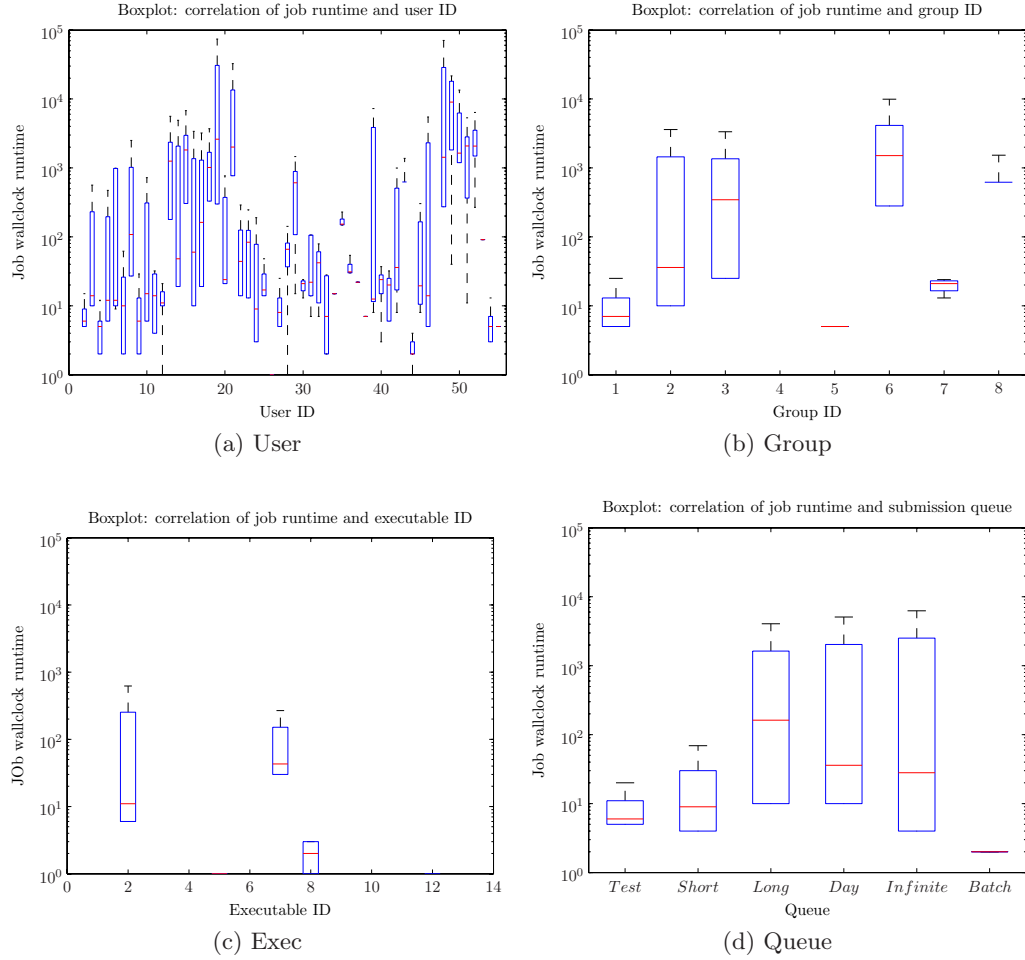 Boxplot: correlation of job runtime and user ID
10^5
10^4
10^3
10^2
10^1
10^0
Job wallclock runtime
0 10 20 30 40 50
User ID
(a) User
Boxplot: correlation of job runtime and group ID
10^5
10^4
10^3
10^2
10^1
10^0
Job wallclock runtime
1 2 3 4 5 6 7 8
Group ID
(b) Group
Boxplot: correlation of job runtime and executable ID
10^5
10^4
10^3
10^2
10^1
10^0
JOb wallclock runtime
0 2 4 6 8 10 12 14
Executable ID
(c) Exec
Boxplot: correlation of job runtime and submission queue
10^5
10^4
10^3
10^2
10^1
10^0
Job wallclock runtime
Test Short Long Day Infinite Batch
Queue
(d) Queue